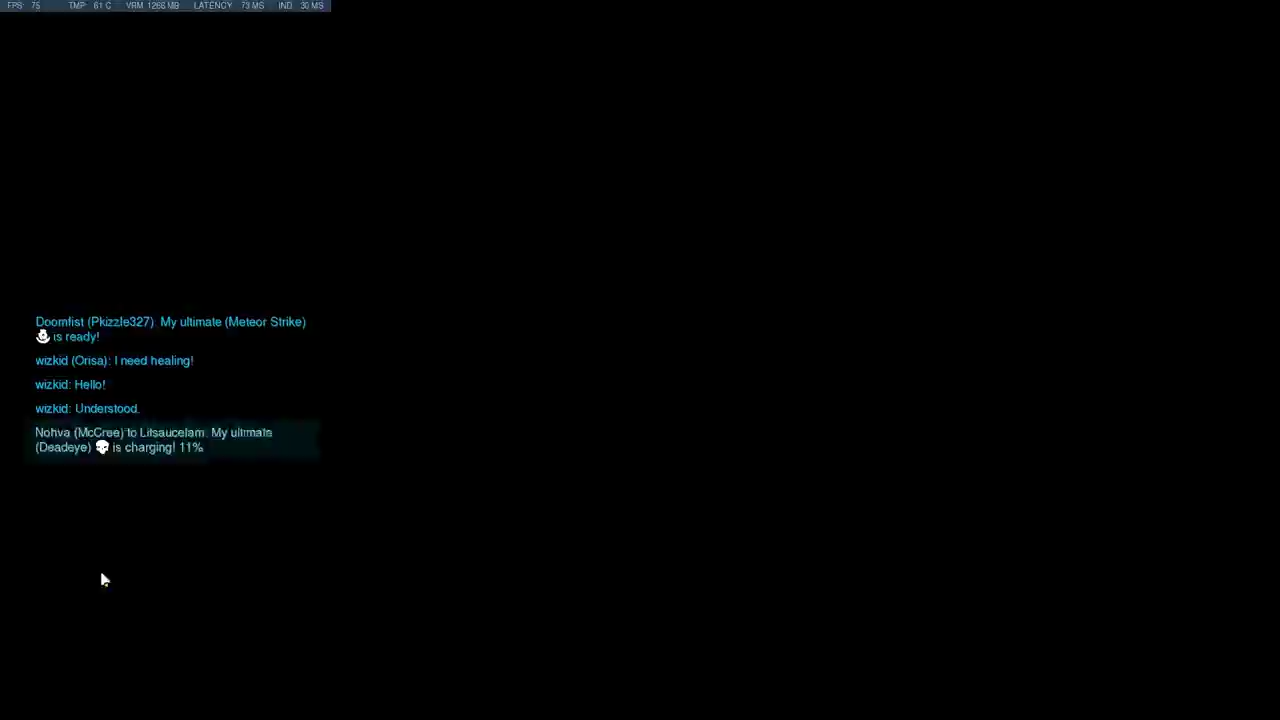 FPS: 75 TMP: 61 C VRM 1266 MB LATENCY 73 MS IND 30 MS
Doomfist (Pkizzle327): My ultimate (Meteor Strike)
is ready!
wizkid (Orisa): I need healing!
wizkid: Hello!
wizkid: Understood.
Nohva (McCree) to Litsaucelam: My ultimate
(Deadeye) is charging! 11%